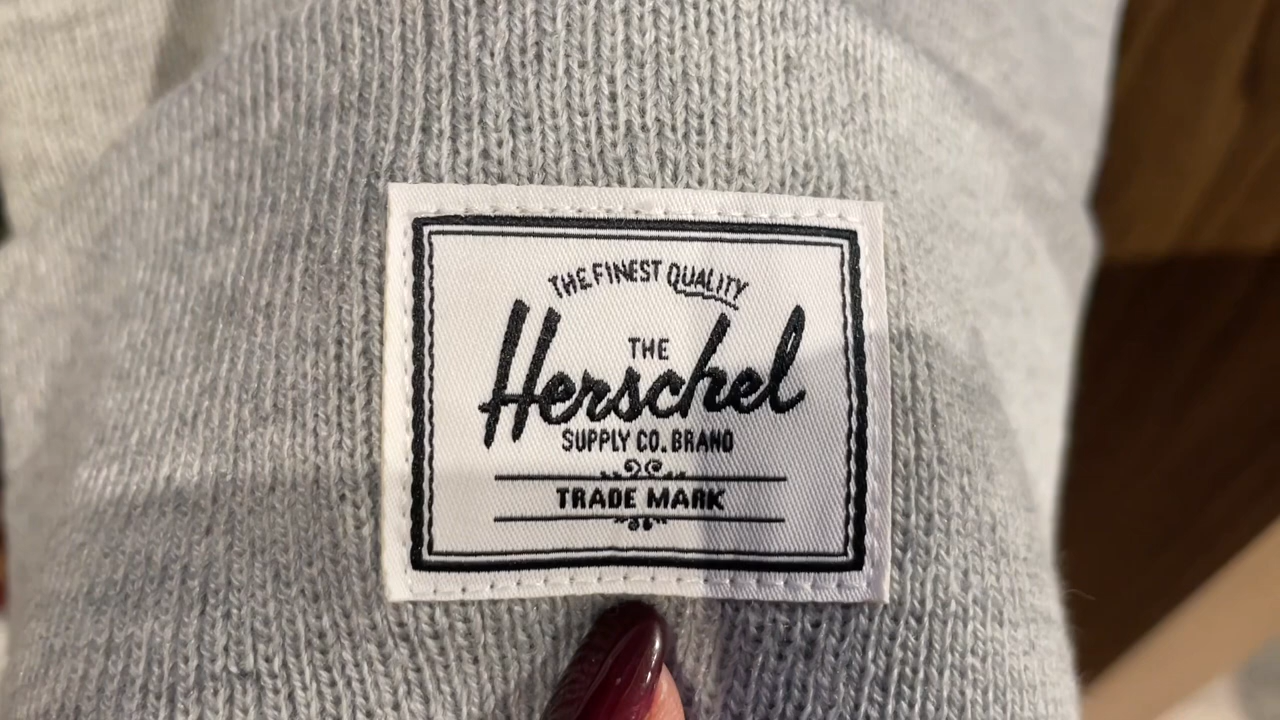 THE FINEST QUALITY
THE
Herschel
SUPPLY CO. BRAND
TRADE MARK